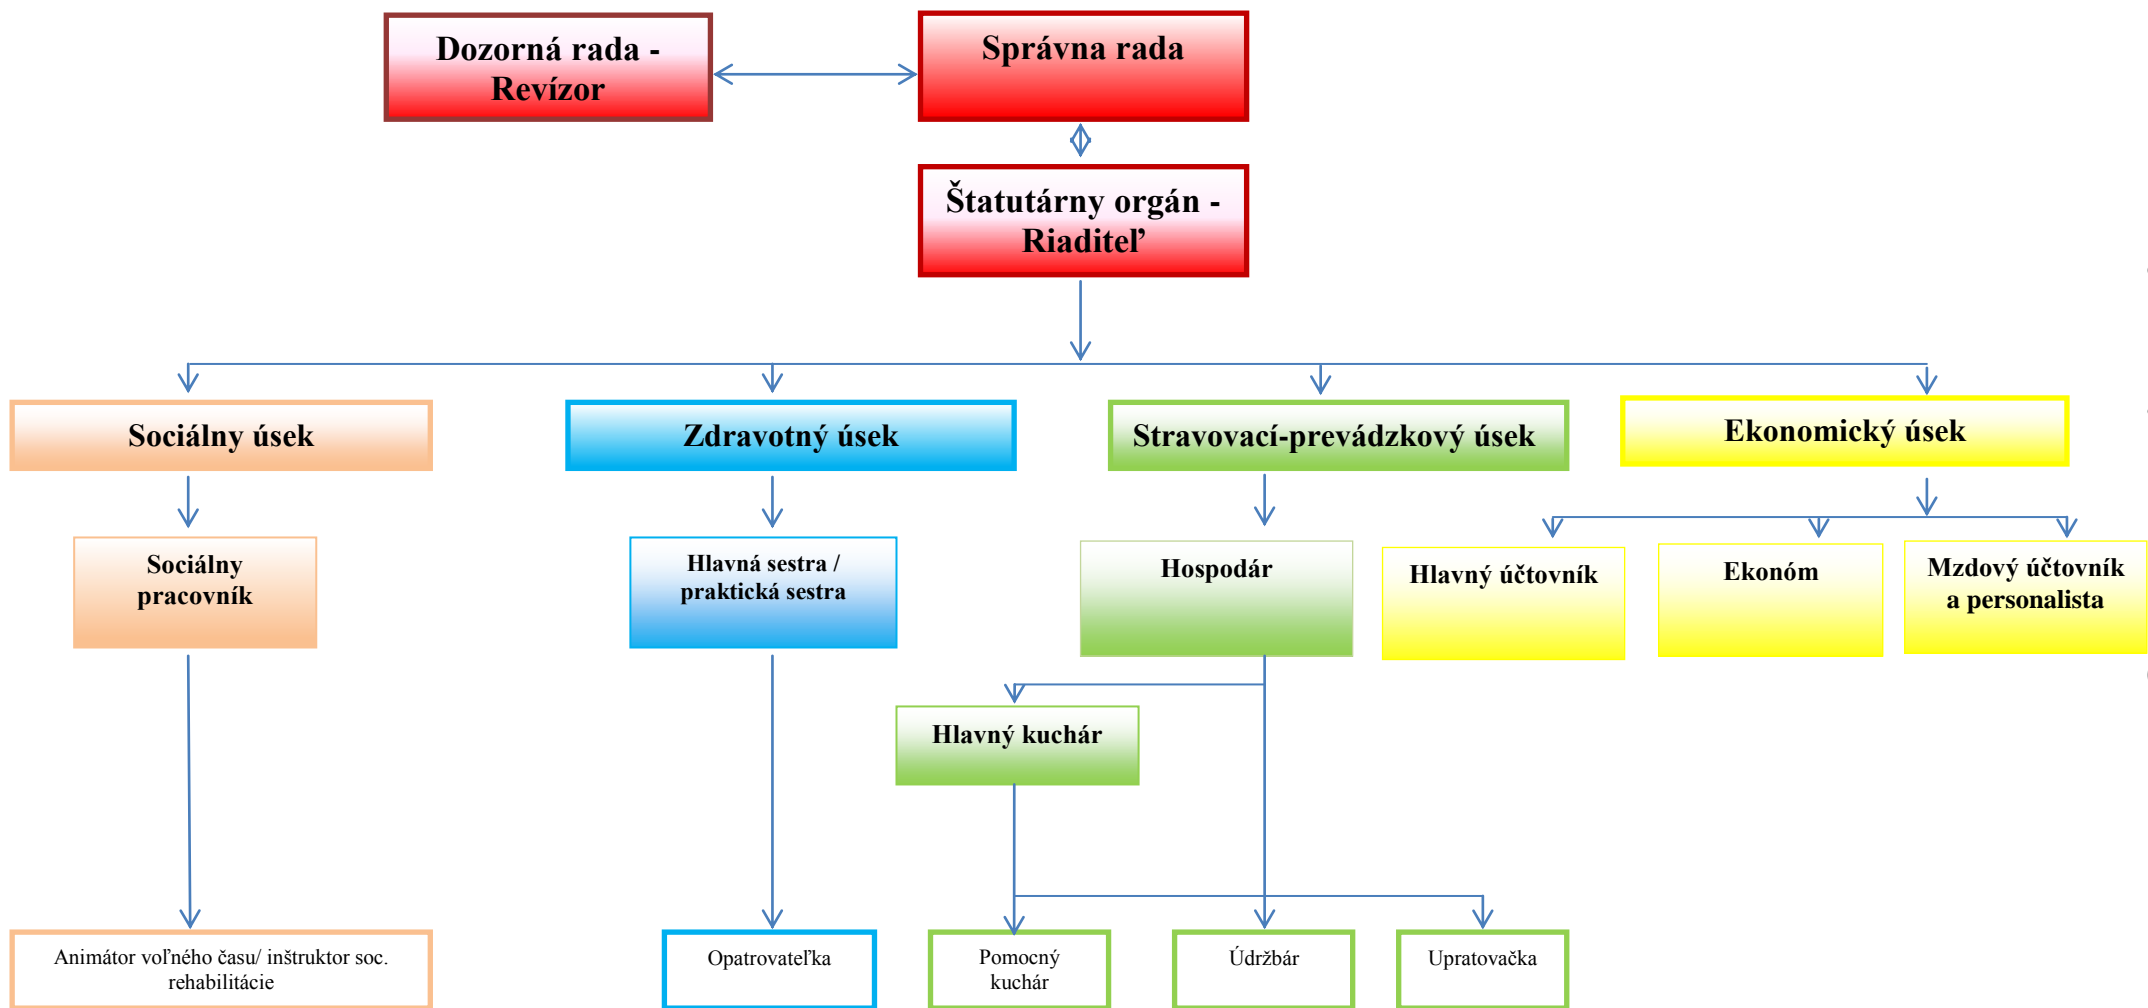 Dozorná rada -
Revízor
Správna rada
Štatutárny orgán -
Riaditeľ
Sociálny úsek
Zdravotný úsek
Stravovací-prevádzkový úsek
Ekonomický úsek
Sociálny
pracovník
Hlavná sestra /
praktická sestra
Hospodár
Hlavný účtovník
Ekonóm
Mzdový účtovník
a personalista
Hlavný kuchár
Animátor voľného času/ inštruktor soc.
rehabilitácie
Opatrovateľka
Pomocný
kuchár
Údržbár
Upratovačka